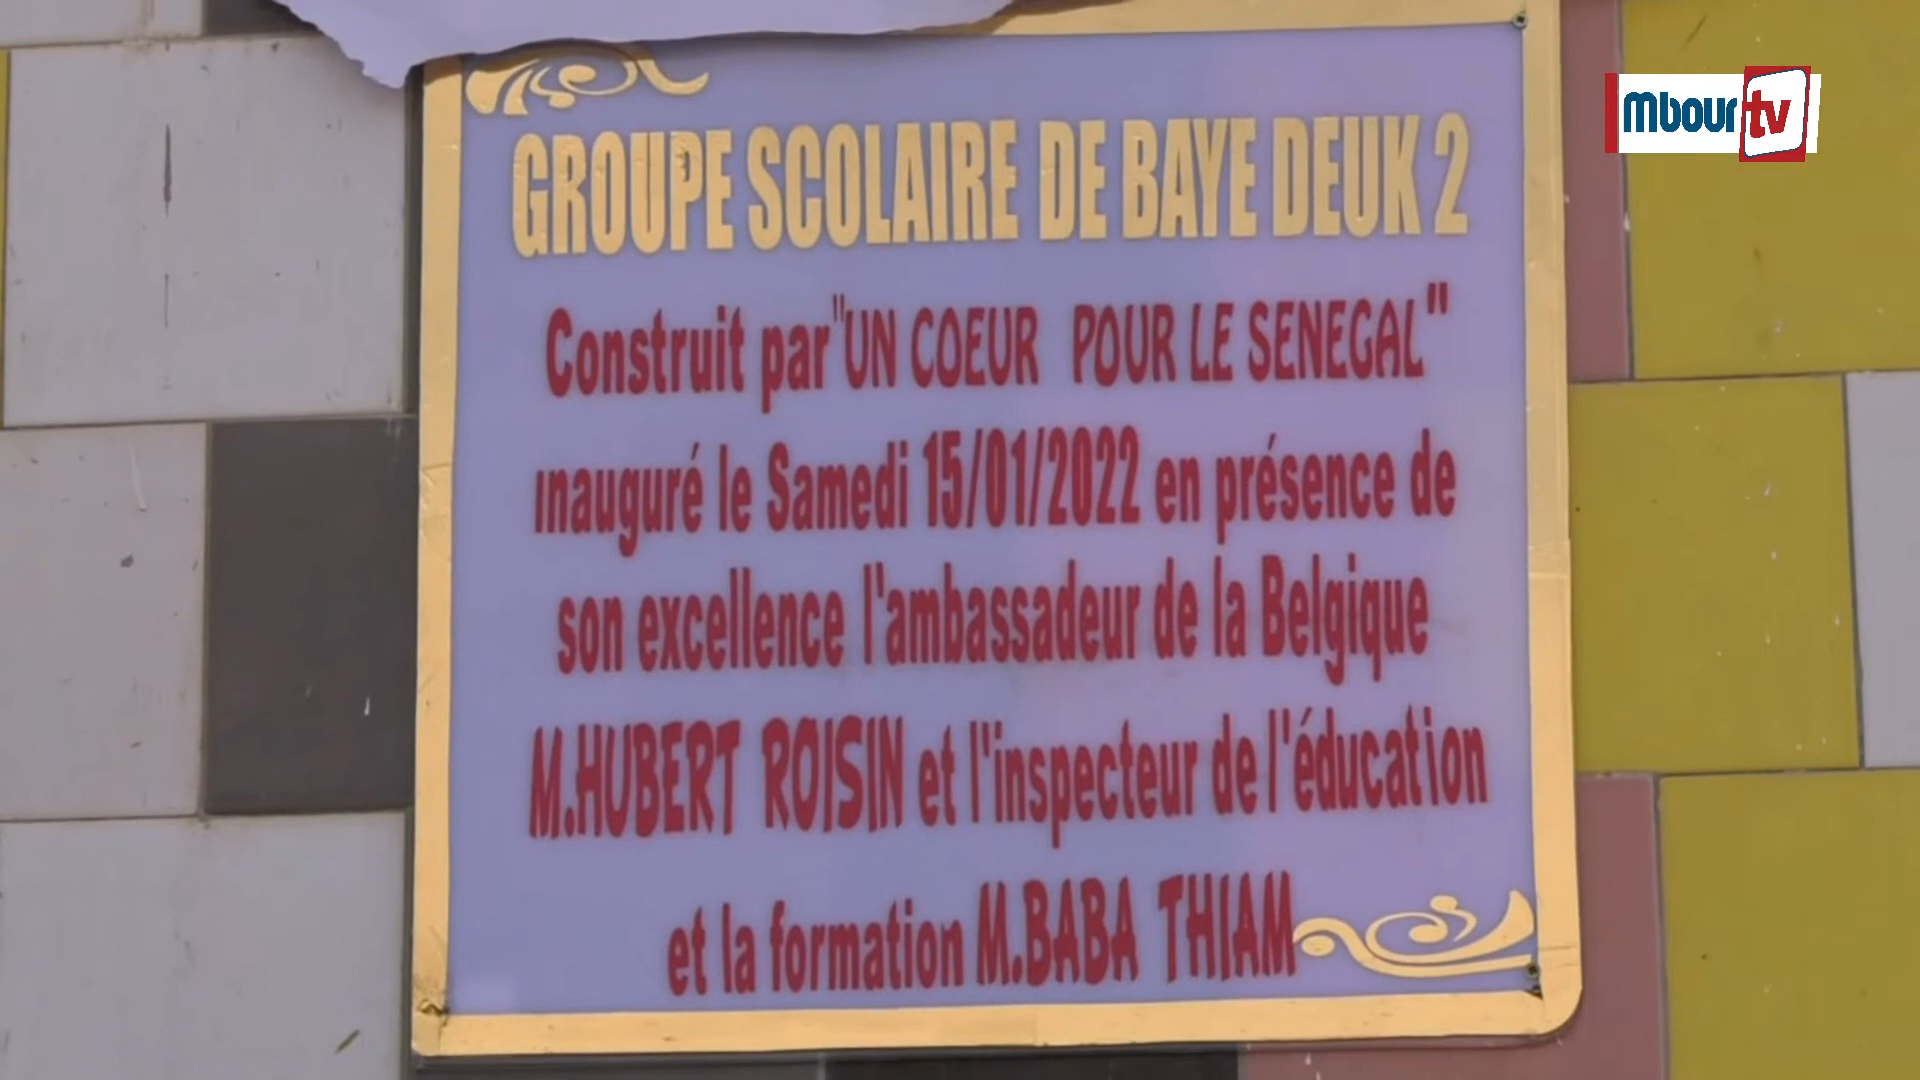 Mbour tv
GROUPE SCOLAIRE DE BAYE DEUK 2
Construit par "UN COEUR POUR LE SENEGAL"
inauguré le Samedi 15/01/2022 en présence de
son excellence l'ambassadeur de la Belgique
M.HUBERT ROISIN et l'inspecteur de l'éducation
et la formation M.BABA THIAM